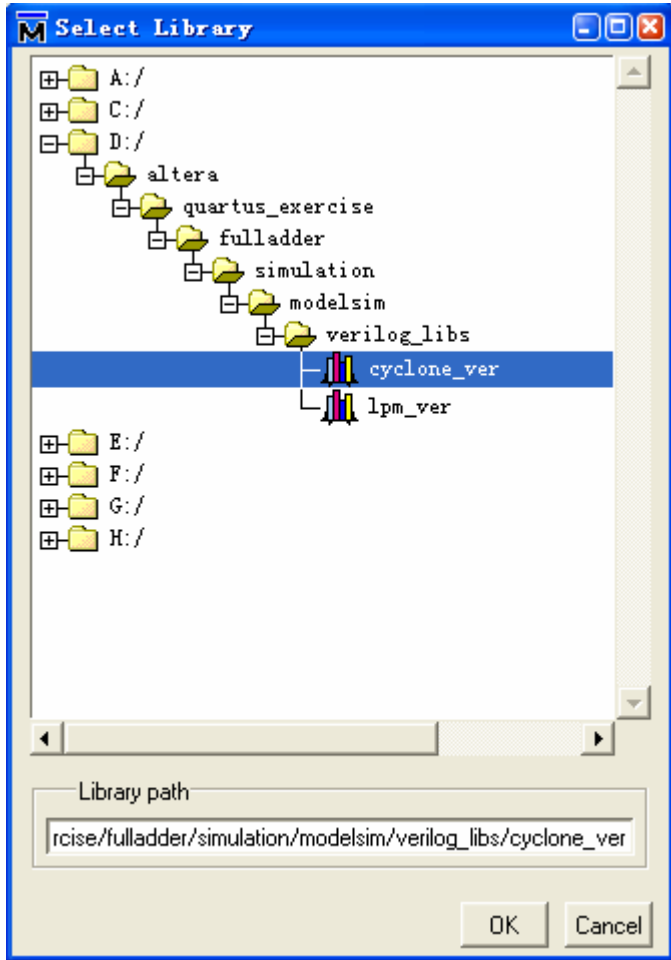 Select Library
A:/
C:/
D:/
altera
quartus_exercise
fulladder
simulation
modelsim
verilog_libs
cyclone_ver
lpm_ver
E:/
F:/
G:/
H:/
Library path
rcise/fulladder/simulation/modelsim/verilog_libs/cyclone_ver
OK Cancel